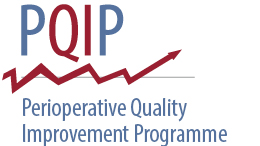 PQIP
Perioperative Quality
Improvement Programme